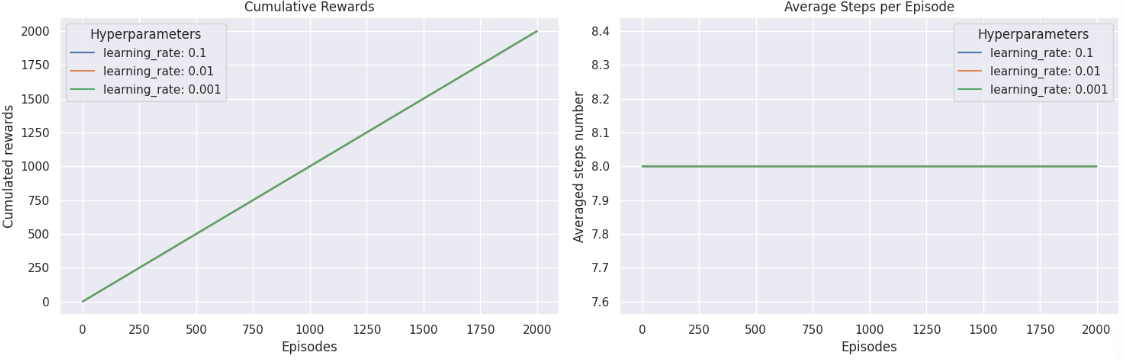 Cumulative Rewards
Hyperparameters
learning_rate: 0.1
learning_rate: 0.01
learning_rate: 0.001
2000
1750
1500
1250
1000
750
500
250
0
Cumulated rewards
0 250 500 750 1000 1250 1500 1750 2000
Episodes
Average Steps per Episode
Hyperparameters
learning_rate: 0.1
learning_rate: 0.01
learning_rate: 0.001
8.4
8.3
8.2
8.1
8.0
7.9
7.8
7.7
7.6
Averaged steps number
0 250 500 750 1000 1250 1500 1750 2000
Episodes